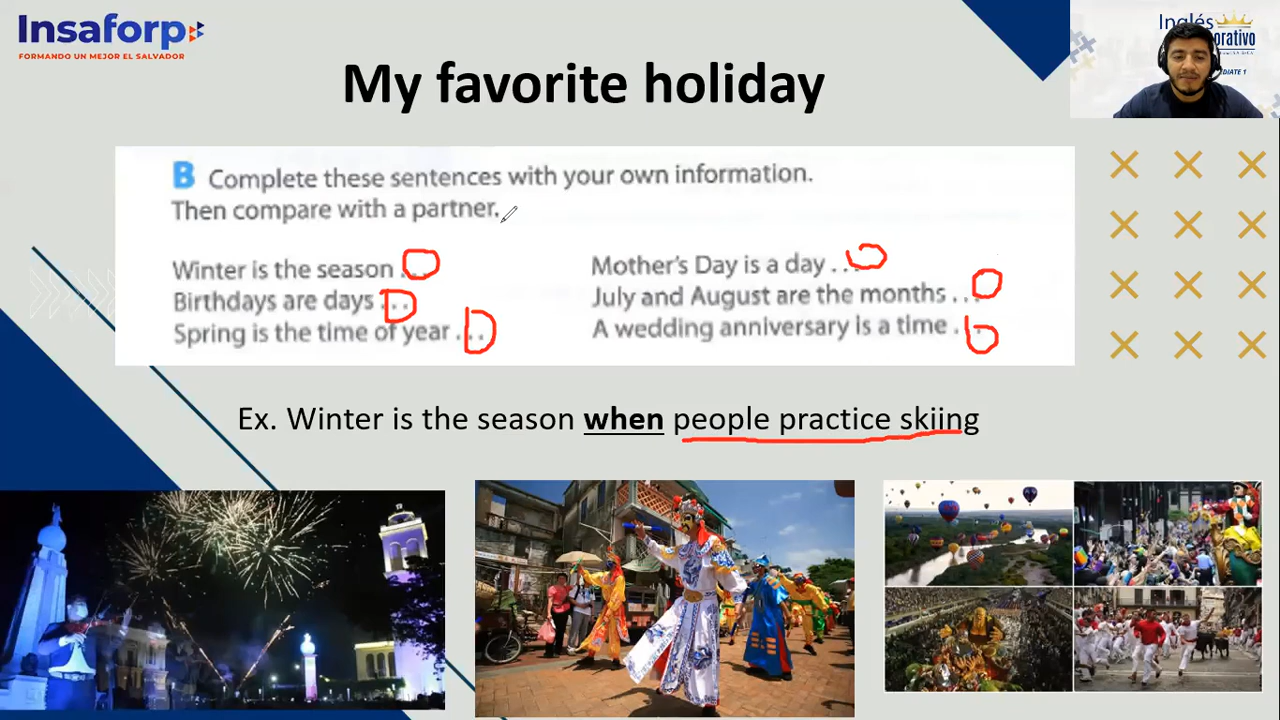 Insaforp
FORMANDO UN MEJOR EL SALVADOR
Inglés
orativo
DIATE 1
My favorite holiday
B Complete these sentences with your own information.
Then compare with a partner.
Winter is the season ...
Birthdays are days ...
Spring is the time of year ...
Mother's Day is a day ...
July and August are the months ...
A wedding anniversary is a time ...
Ex. Winter is the season when people practice skiing